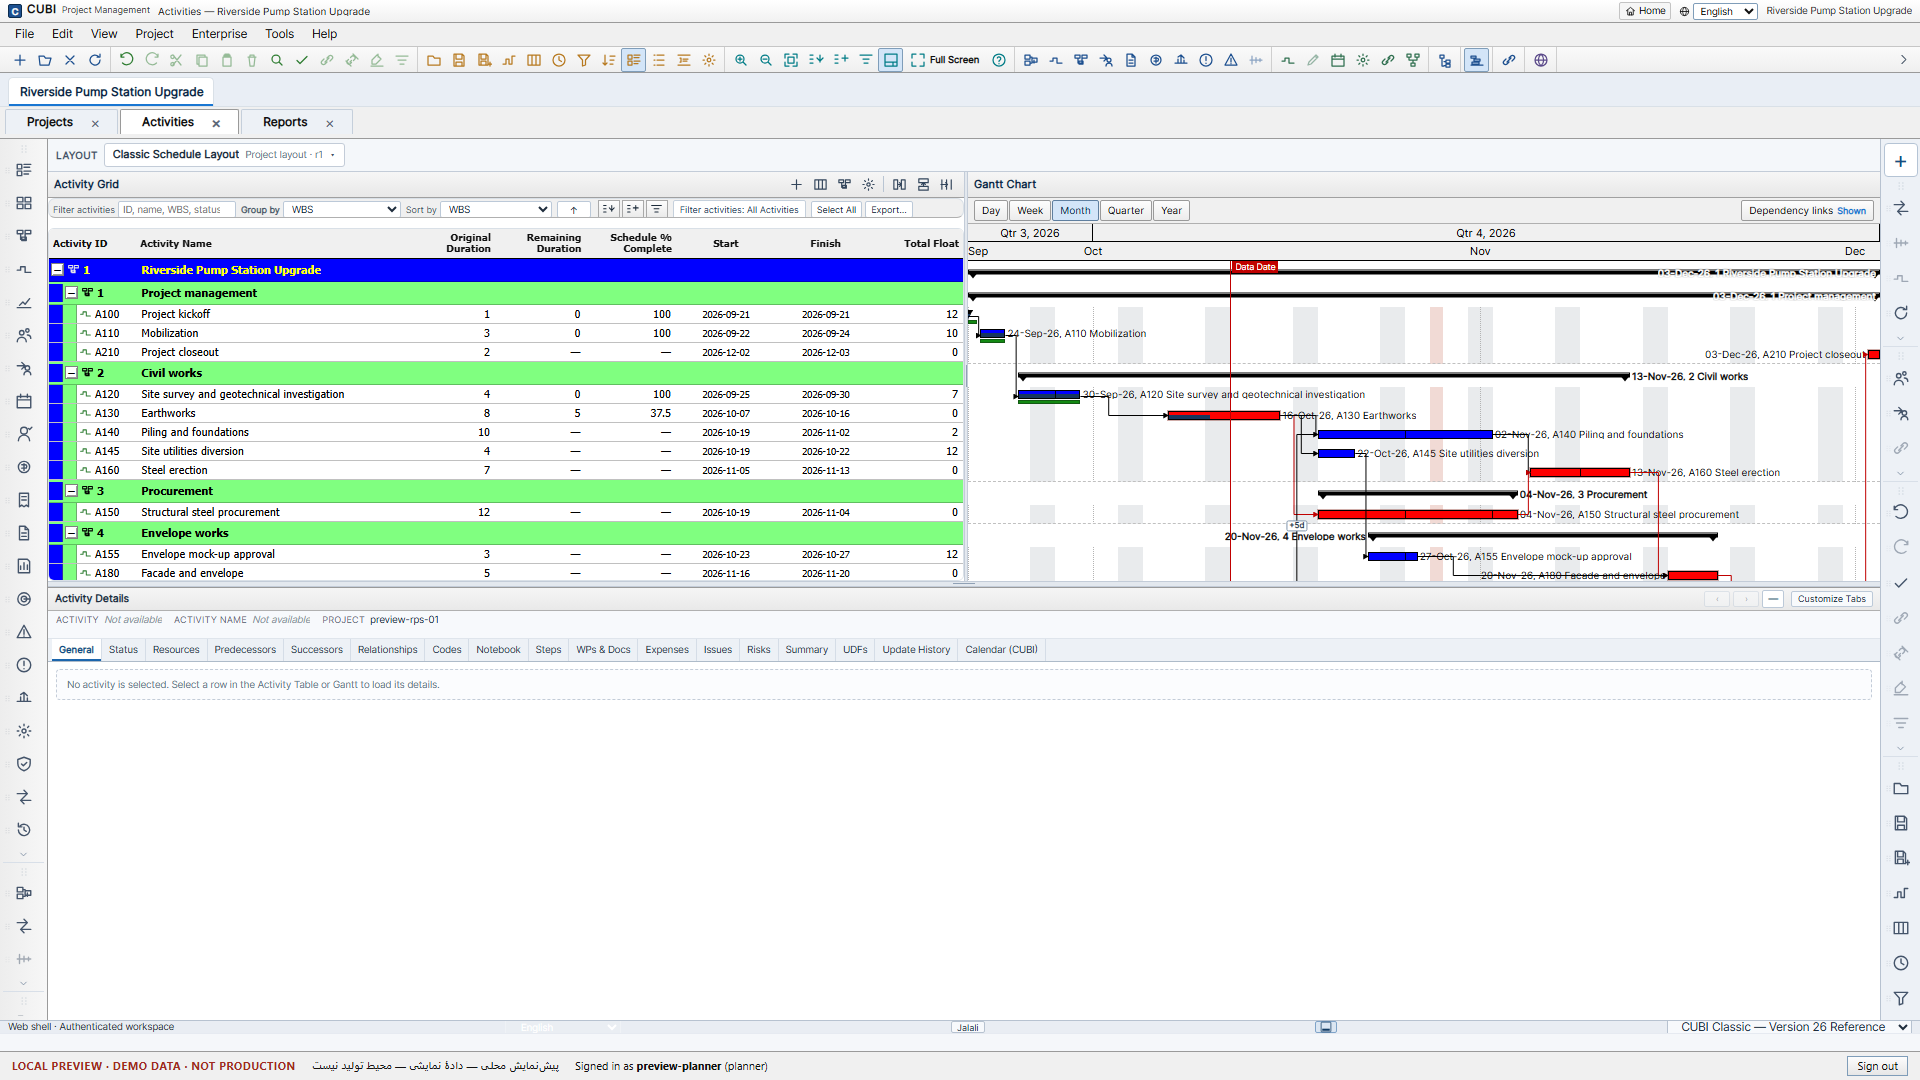 CUBI Project Management Activities — Riverside Pump Station Upgrade Home English Riverside Pump Station Upgrade
File Edit View Project Enterprise Tools Help
Full Screen
Riverside Pump Station Upgrade
Projects Activities Reports
LAYOUT Classic Schedule Layout Project layout · r1
Activity Grid
Filter activities ID, name, WBS, status Group by WBS Sort by WBS Filter activities: All Activities Select All Export...
Activity ID Activity Name Original Duration Remaining Duration Schedule % Complete Start Finish Total Float
1 Riverside Pump Station Upgrade
1 Project management
A100 Project kickoff 1 0 100 2026-09-21 2026-09-21 12
A110 Mobilization 3 0 100 2026-09-22 2026-09-24 10
A210 Project closeout 2 — — 2026-12-02 2026-12-03 0
2 Civil works
A120 Site survey and geotechnical investigation 4 0 100 2026-09-25 2026-09-30 7
A130 Earthworks 8 5 37.5 2026-10-07 2026-10-16 0
A140 Piling and foundations 10 — — 2026-10-19 2026-11-02 2
A145 Site utilities diversion 4 — — 2026-10-19 2026-10-22 12
A160 Steel erection 7 — — 2026-11-05 2026-11-13 0
3 Procurement
A150 Structural steel procurement 12 — — 2026-10-19 2026-11-04 0
4 Envelope works
A155 Envelope mock-up approval 3 — — 2026-10-23 2026-10-27 12
A180 Facade and envelope 5 — — 2026-11-16 2026-11-20 0
Gantt Chart
Day Week Month Quarter Year Dependency links Shown
Qtr 3, 2026 Qtr 4, 2026
Sep Oct Nov Dec
Data Date
03-Dec-26, 1 Riverside Pump Station Upgrade
03-Dec-26, 1 Project management
24-Sep-26, A110 Mobilization
03-Dec-26, A210 Project closeout
13-Nov-26, 2 Civil works
30-Sep-26, A120 Site survey and geotechnical investigation
16-Oct-26, A130 Earthworks
02-Nov-26, A140 Piling and foundations
22-Oct-26, A145 Site utilities diversion
13-Nov-26, A160 Steel erection
04-Nov-26, 3 Procurement
04-Nov-26, A150 Structural steel procurement
+5d
20-Nov-26, 4 Envelope works
27-Oct-26, A155 Envelope mock-up approval
20-Nov-26, A180 Facade and envelope
Activity Details
Customize Tabs
ACTIVITY Not available ACTIVITY NAME Not available PROJECT preview-rps-01
General Status Resources Predecessors Successors Relationships Codes Notebook Steps WPs & Docs Expenses Issues Risks Summary UDFs Update History Calendar (CUBI)
No activity is selected. Select a row in the Activity Table or Gantt to load its details.
Web shell · Authenticated workspace English Jalali CUBI Classic — Version 26 Reference
LOCAL PREVIEW · DEMO DATA · NOT PRODUCTION پیش‌نمایش محلی — دادهٔ نمایشی — محیط تولید نیست Signed in as preview-planner (planner) Sign out